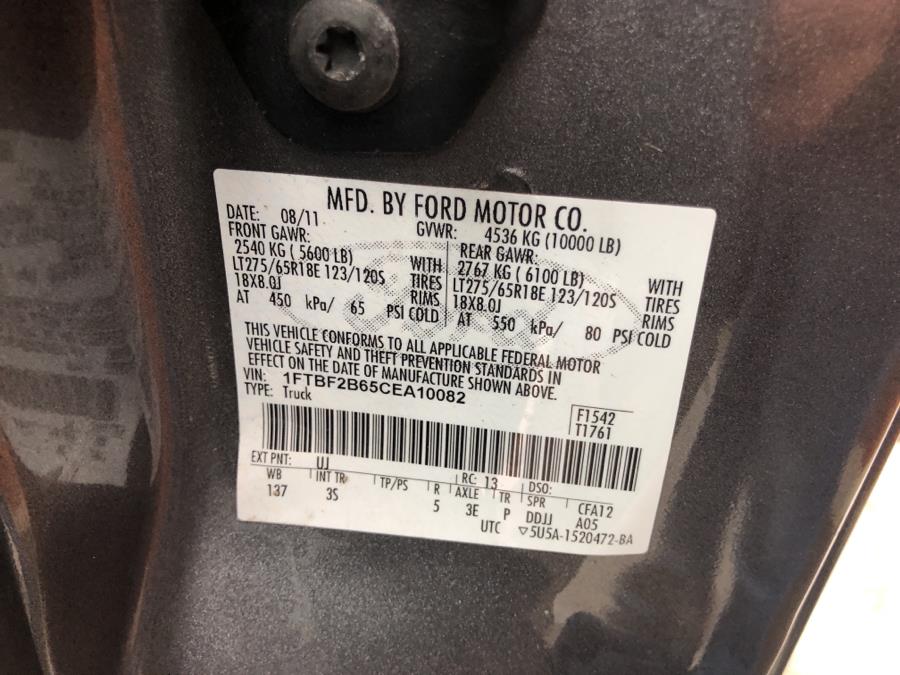 MFD. BY FORD MOTOR CO.
DATE: 08/11 GVWR: 4536 KG (10000 LB)
FRONT GAWR: REAR GAWR:
2540 KG ( 5600 LB) WITH 2767 KG ( 6100 LB) WITH
LT275/65R18E 123/120S TIRES LT275/65R18E 123/120S TIRES
18X8.0J RIMS 18X8.0J RIMS
AT 450 kPa/ 65 PSI COLD AT 550 kPa/ 80 PSI COLD
THIS VEHICLE CONFORMS TO ALL APPLICABLE FEDERAL MOTOR
VEHICLE SAFETY AND THEFT PREVENTION STANDARDS IN
EFFECT ON THE DATE OF MANUFACTURE SHOWN ABOVE.
VIN: 1FTBF2B65CEA10082
TYPE: Truck
F1542
T1761
EXT PNT: UJ RC: 13 DSO:
WB INT TR TP/PS R AXLE TR SPR CFA12
137 3S 5 3E P DDJJ A05
UTC ▽5U5A-1520472-BA